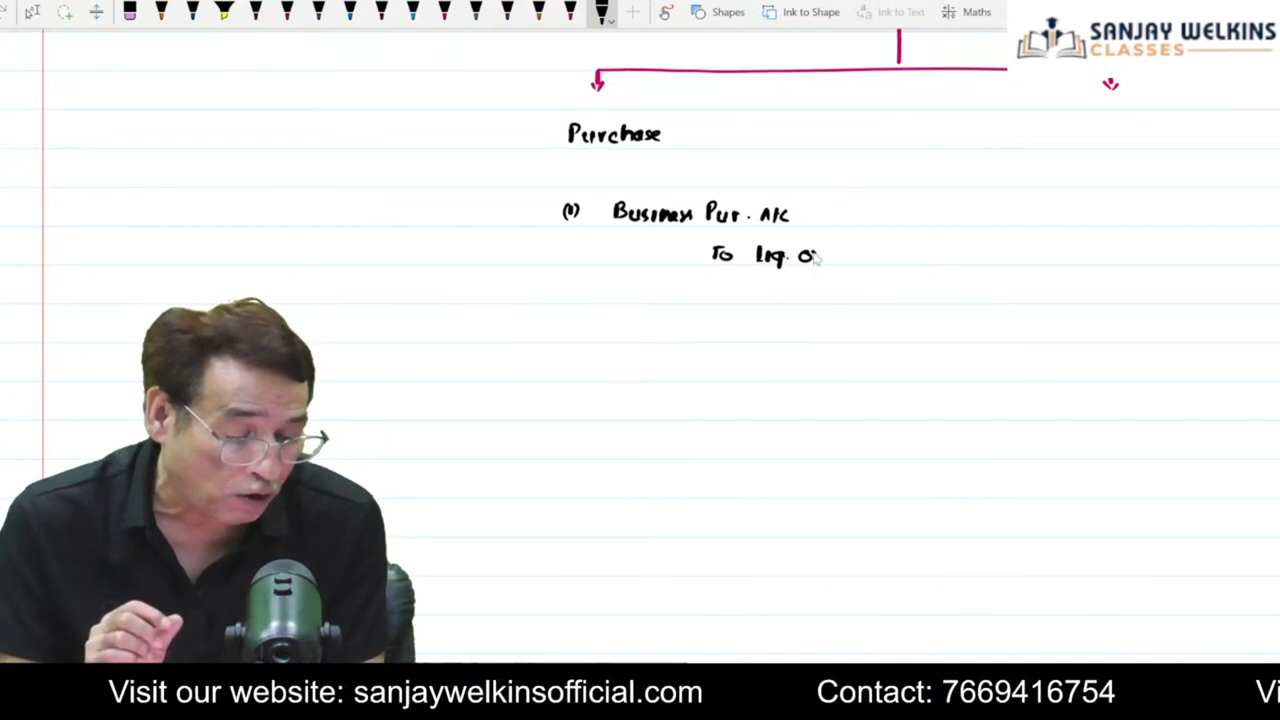 Shapes Ink to Shape Ink to Text Maths
SANJAY WELKINS
CLASSES
Purchase
(1) Business Pur. A/c
To Liq. o
Visit our website: sanjaywelkinsofficial.com Contact: 7669416754 Vi